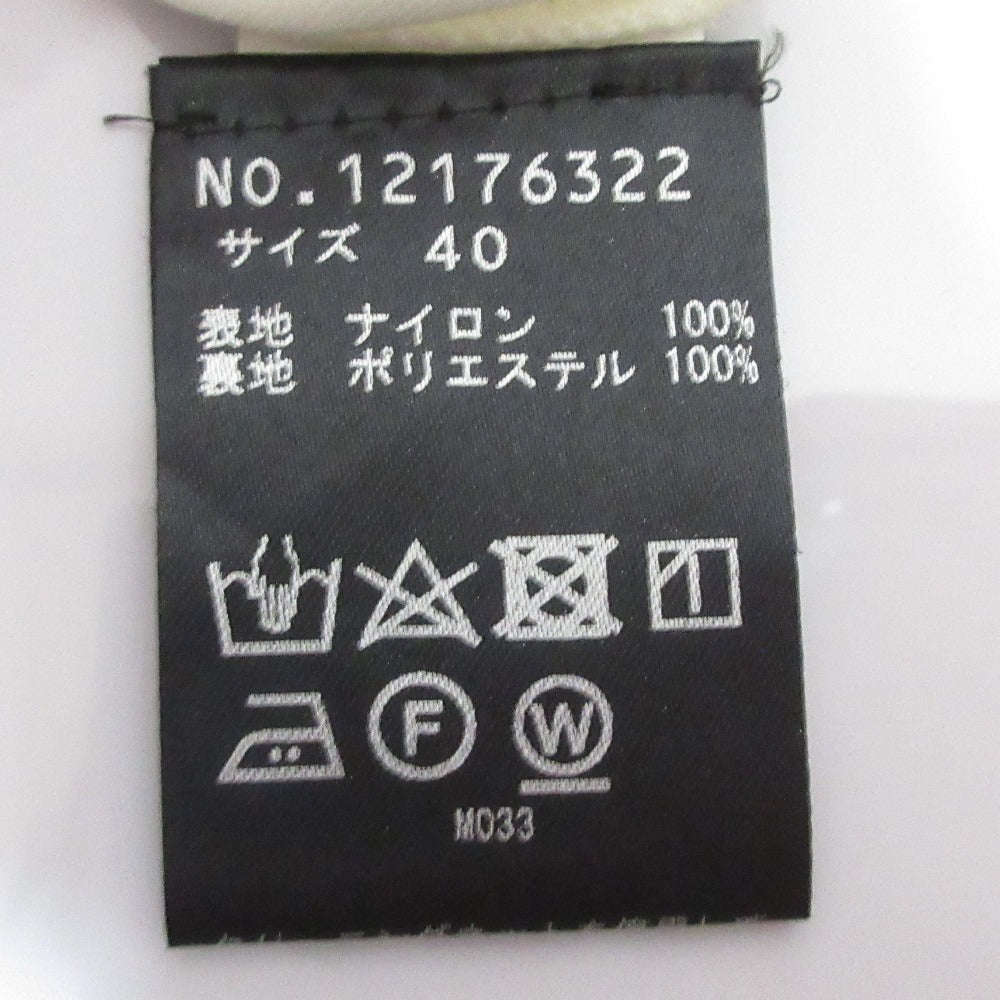 NO.12176322
サイズ 40
表地 ナイロン 100%
裏地 ポリエステル 100%
F W
M033